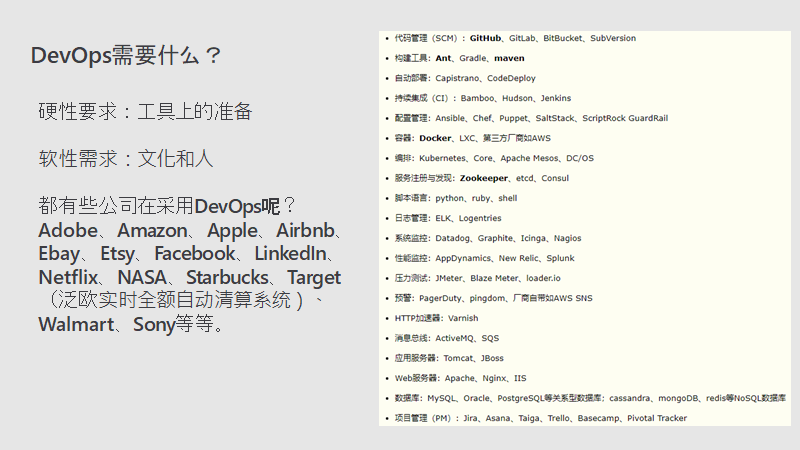 DevOps需要什么？
硬性要求：工具上的准备
软性需求：文化和人
都有些公司在采用DevOps呢？
Adobe、Amazon、Apple、Airbnb、
Ebay、Etsy、Facebook、LinkedIn、
Netflix、NASA、Starbucks、Target
（泛欧实时全额自动清算系统）、
Walmart、Sony等等。
• 代码管理（SCM）：GitHub、GitLab、BitBucket、SubVersion
• 构建工具：Ant、Gradle、maven
• 自动部署：Capistrano、CodeDeploy
• 持续集成（CI）：Bamboo、Hudson、Jenkins
• 配置管理：Ansible、Chef、Puppet、SaltStack、ScriptRock GuardRail
• 容器：Docker、LXC、第三方厂商如AWS
• 编排：Kubernetes、Core、Apache Mesos、DC/OS
• 服务注册与发现：Zookeeper、etcd、Consul
• 脚本语言：python、ruby、shell
• 日志管理：ELK、Logentries
• 系统监控：Datadog、Graphite、Icinga、Nagios
• 性能监控：AppDynamics、New Relic、Splunk
• 压力测试：JMeter、Blaze Meter、loader.io
• 预警：PagerDuty、pingdom、厂商自带如AWS SNS
• HTTP加速器：Varnish
• 消息总线：ActiveMQ、SQS
• 应用服务器：Tomcat、JBoss
• Web服务器：Apache、Nginx、IIS
• 数据库：MySQL、Oracle、PostgreSQL等关系型数据库；cassandra、mongoDB、redis等NoSQL数据库
• 项目管理（PM）：Jira、Asana、Taiga、Trello、Basecamp、Pivotal Tracker